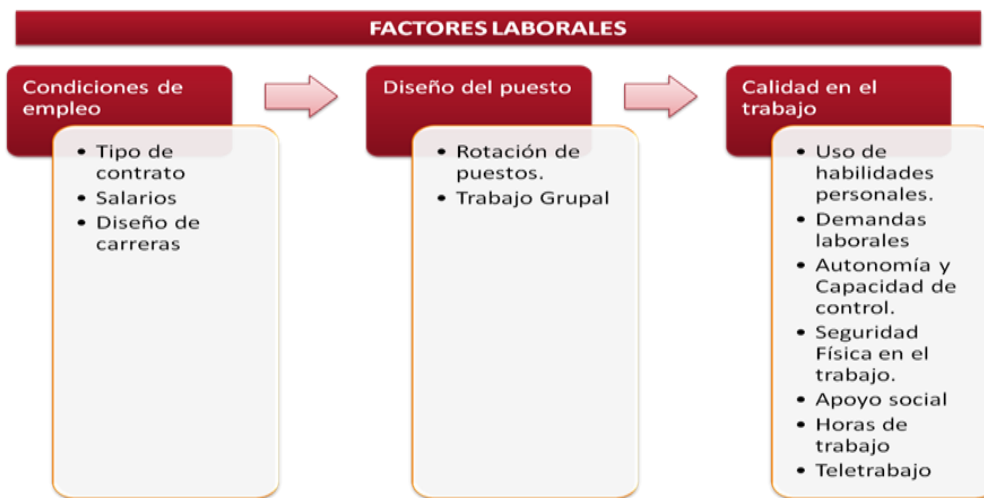 FACTORES LABORALES
Condiciones de
empleo
• Tipo de
contrato
• Salarios
• Diseño de
carreras
Diseño del puesto
• Rotación de
puestos.
• Trabajo Grupal
Calidad en el
trabajo
• Uso de
habilidades
personales.
• Demandas
laborales
• Autonomía y
Capacidad de
control.
• Seguridad
Física en el
trabajo.
• Apoyo social
• Horas de
trabajo
• Teletrabajo